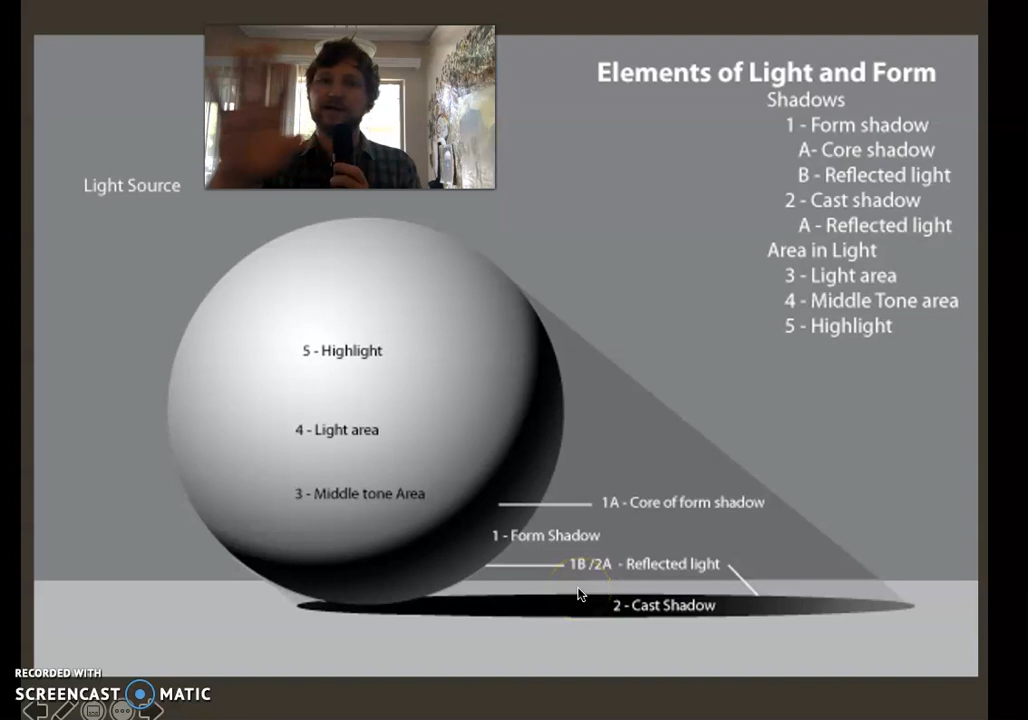 Elements of Light and Form
Shadows
1 - Form shadow
A- Core shadow
B - Reflected light
2 - Cast shadow
A - Reflected light
Area in Light
3 - Light area
4 - Middle Tone area
5 - Highlight
Light Source
5 - Highlight
4 - Light area
3 - Middle tone Area
1A - Core of form shadow
1 - Form Shadow
1B /2A - Reflected light
2 - Cast Shadow
RECORDED WITH
SCREENCAST MATIC